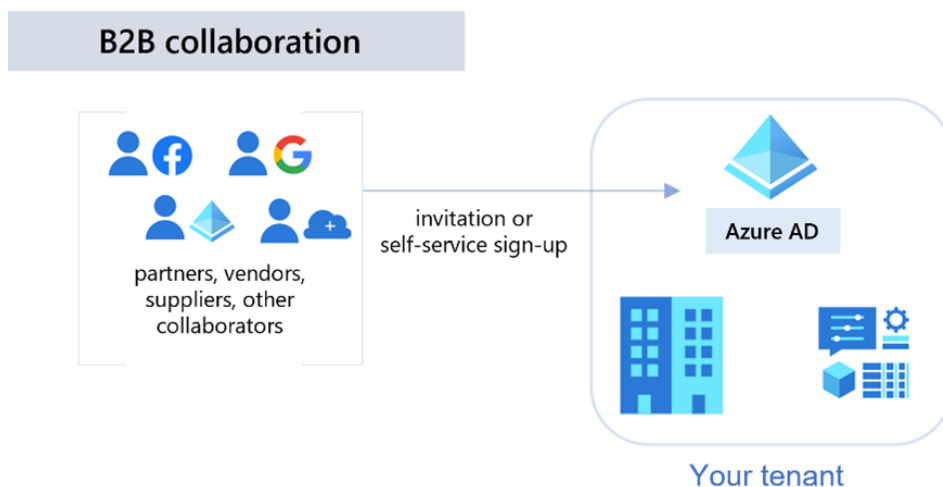 B2B collaboration
partners, vendors,
suppliers, other
collaborators
invitation or
self-service sign-up
Azure AD
Your tenant